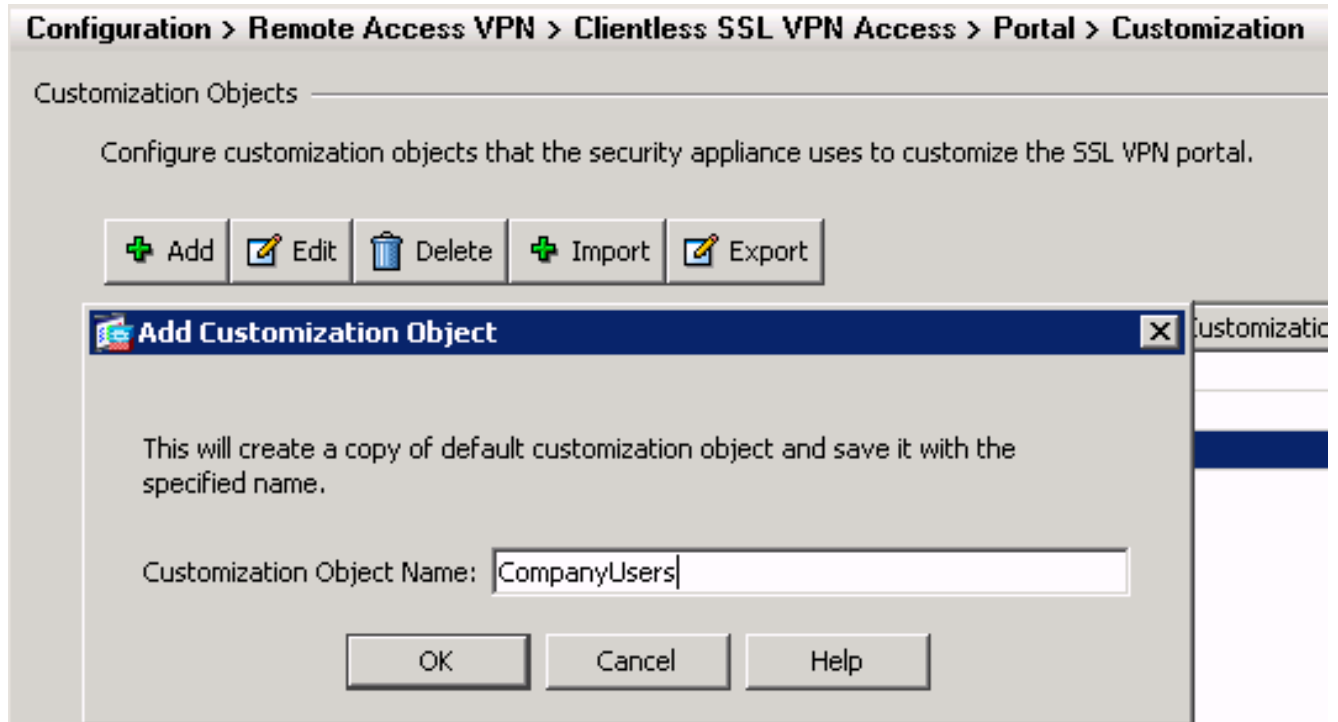 Configuration > Remote Access VPN > Clientless SSL VPN Access > Portal > Customization
Customization Objects
Configure customization objects that the security appliance uses to customize the SSL VPN portal.
Add Edit Delete Import Export
Add Customization Object
This will create a copy of default customization object and save it with the
specified name.
Customization Object Name: CompanyUsers
OK Cancel Help